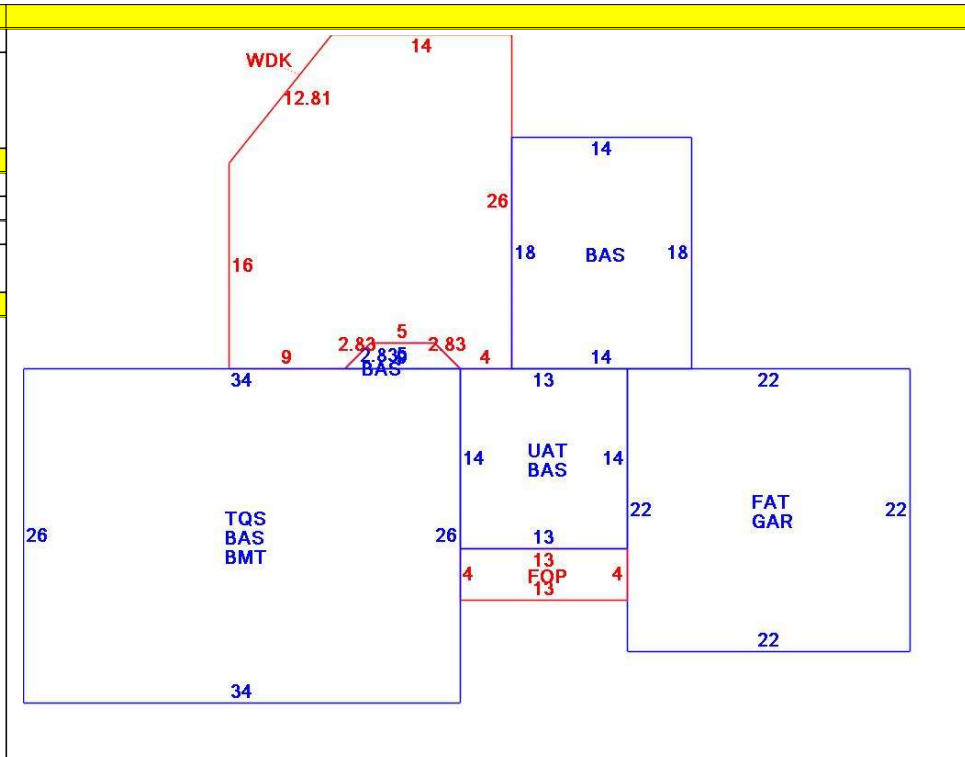 14
WDK
12.81
14
26
18 BAS 18
16
5
2.83 2.83
9 4 14
BAS
34 13 22
14 UAT 14
BAS
FAT
22 22
GAR
TQS
26 BAS 26
BMT
13
13
4 FOP 4
13
22
34